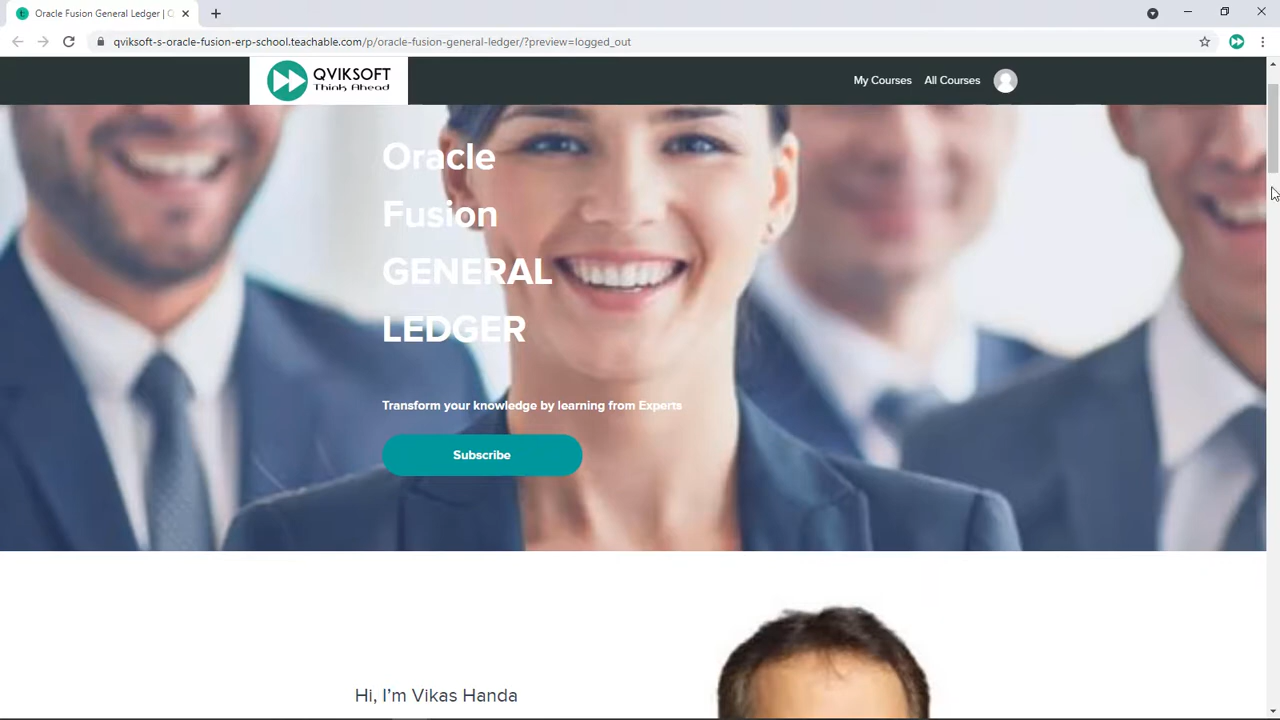 Oracle Fusion General Ledger | O
qviksoft-s-oracle-fusion-erp-school.teachable.com/p/oracle-fusion-general-ledger/?preview=logged_out
QVIKSOFT
Think Ahead
My Courses All Courses
Oracle
Fusion
GENERAL
LEDGER
Transform your knowledge by learning from Experts
Subscribe
Hi, I’m Vikas Handa